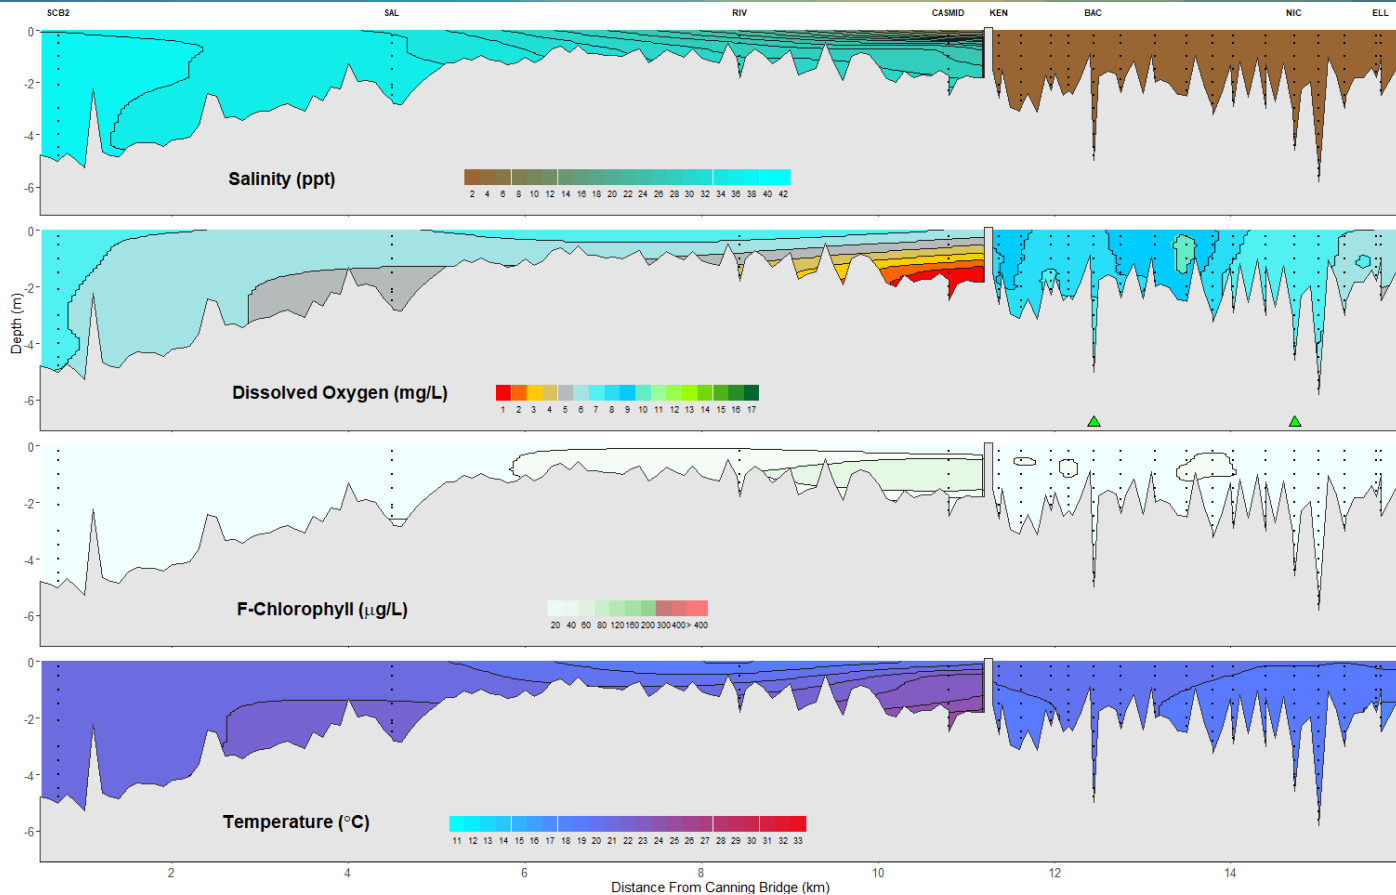 SCB2 SAL RIV CASMID KEN BAC NIC ELL
0
-2
-4
-6
Salinity (ppt)
2 4 6 8 10 12 14 16 18 20 22 24 26 28 30 32 34 36 38 40 42
0
-2
-4
-6
Depth (m)
Dissolved Oxygen (mg/L)
1 2 3 4 5 6 7 8 9 10 11 12 13 14 15 16 17
0
-2
-4
-6
F-Chlorophyll (μg/L)
20 40 60 80 120 160 200 300 400 > 400
0
-2
-4
-6
Temperature (°C)
11 12 13 14 15 16 17 18 19 20 21 22 23 24 25 26 27 28 29 30 31 32 33
2 4 6 8 10 12 14
Distance From Canning Bridge (km)